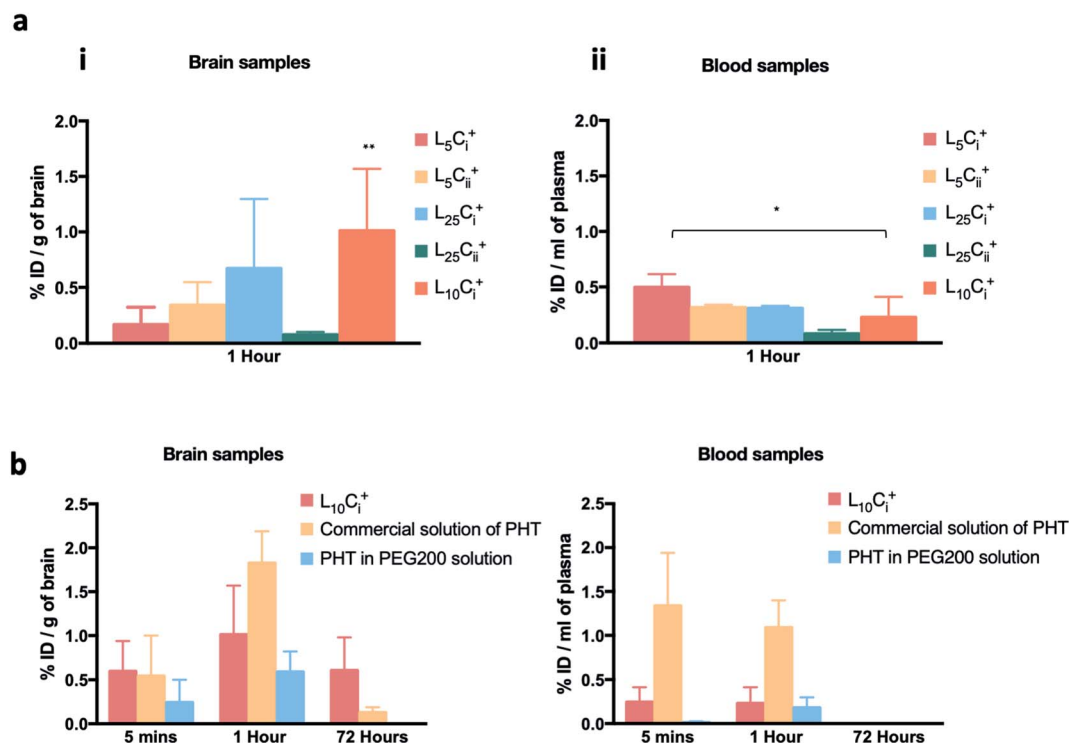 a
i
Brain samples
% ID / g of brain
2.0
1.5
1.0
0.5
0.0
**
1 Hour
L₅Cᵢ⁺
L₅Cᵢᵢ⁺
L₂₅Cᵢ⁺
L₂₅Cᵢᵢ⁺
L₁₀Cᵢ⁺
ii
Blood samples
% ID / ml of plasma
2.0
1.5
1.0
0.5
0.0
*
1 Hour
L₅Cᵢ⁺
L₅Cᵢᵢ⁺
L₂₅Cᵢ⁺
L₂₅Cᵢᵢ⁺
L₁₀Cᵢ⁺
b
Brain samples
% ID / g of brain
2.5
2.0
1.5
1.0
0.5
0.0
L₁₀Cᵢ⁺
Commercial solution of PHT
PHT in PEG200 solution
5 mins 1 Hour 72 Hours
Blood samples
% ID / ml of plasma
2.5
2.0
1.5
1.0
0.5
0.0
L₁₀Cᵢ⁺
Commercial solution of PHT
PHT in PEG200 solution
5 mins 1 Hour 72 Hours